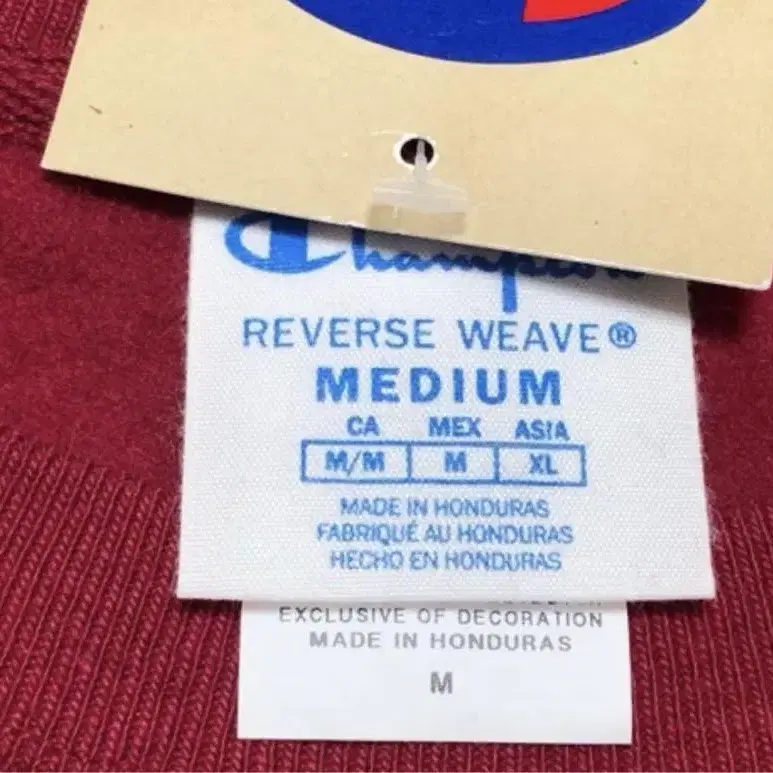 Champion
REVERSE WEAVE®
MEDIUM
CA MEX ASIA
M/M M XL
MADE IN HONDURAS
FABRIQUÉ AU HONDURAS
HECHO EN HONDURAS
EXCLUSIVE OF DECORATION
MADE IN HONDURAS
M